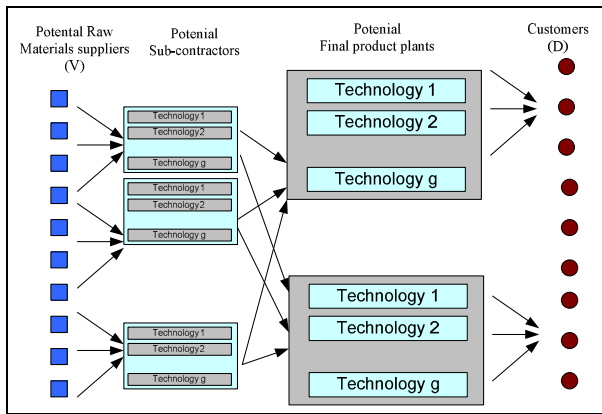 Potental Raw
Materials suppliers
(V)
Potenial
Sub-contractors
Potenial
Final product plants
Customers
(D)
Technology1
Technology2
Technology g
Technology1
Technology2
Technology g
Technology1
Technology2
Technology g
Technology 1
Technology 2
Technology g
Technology 1
Technology 2
Technology g